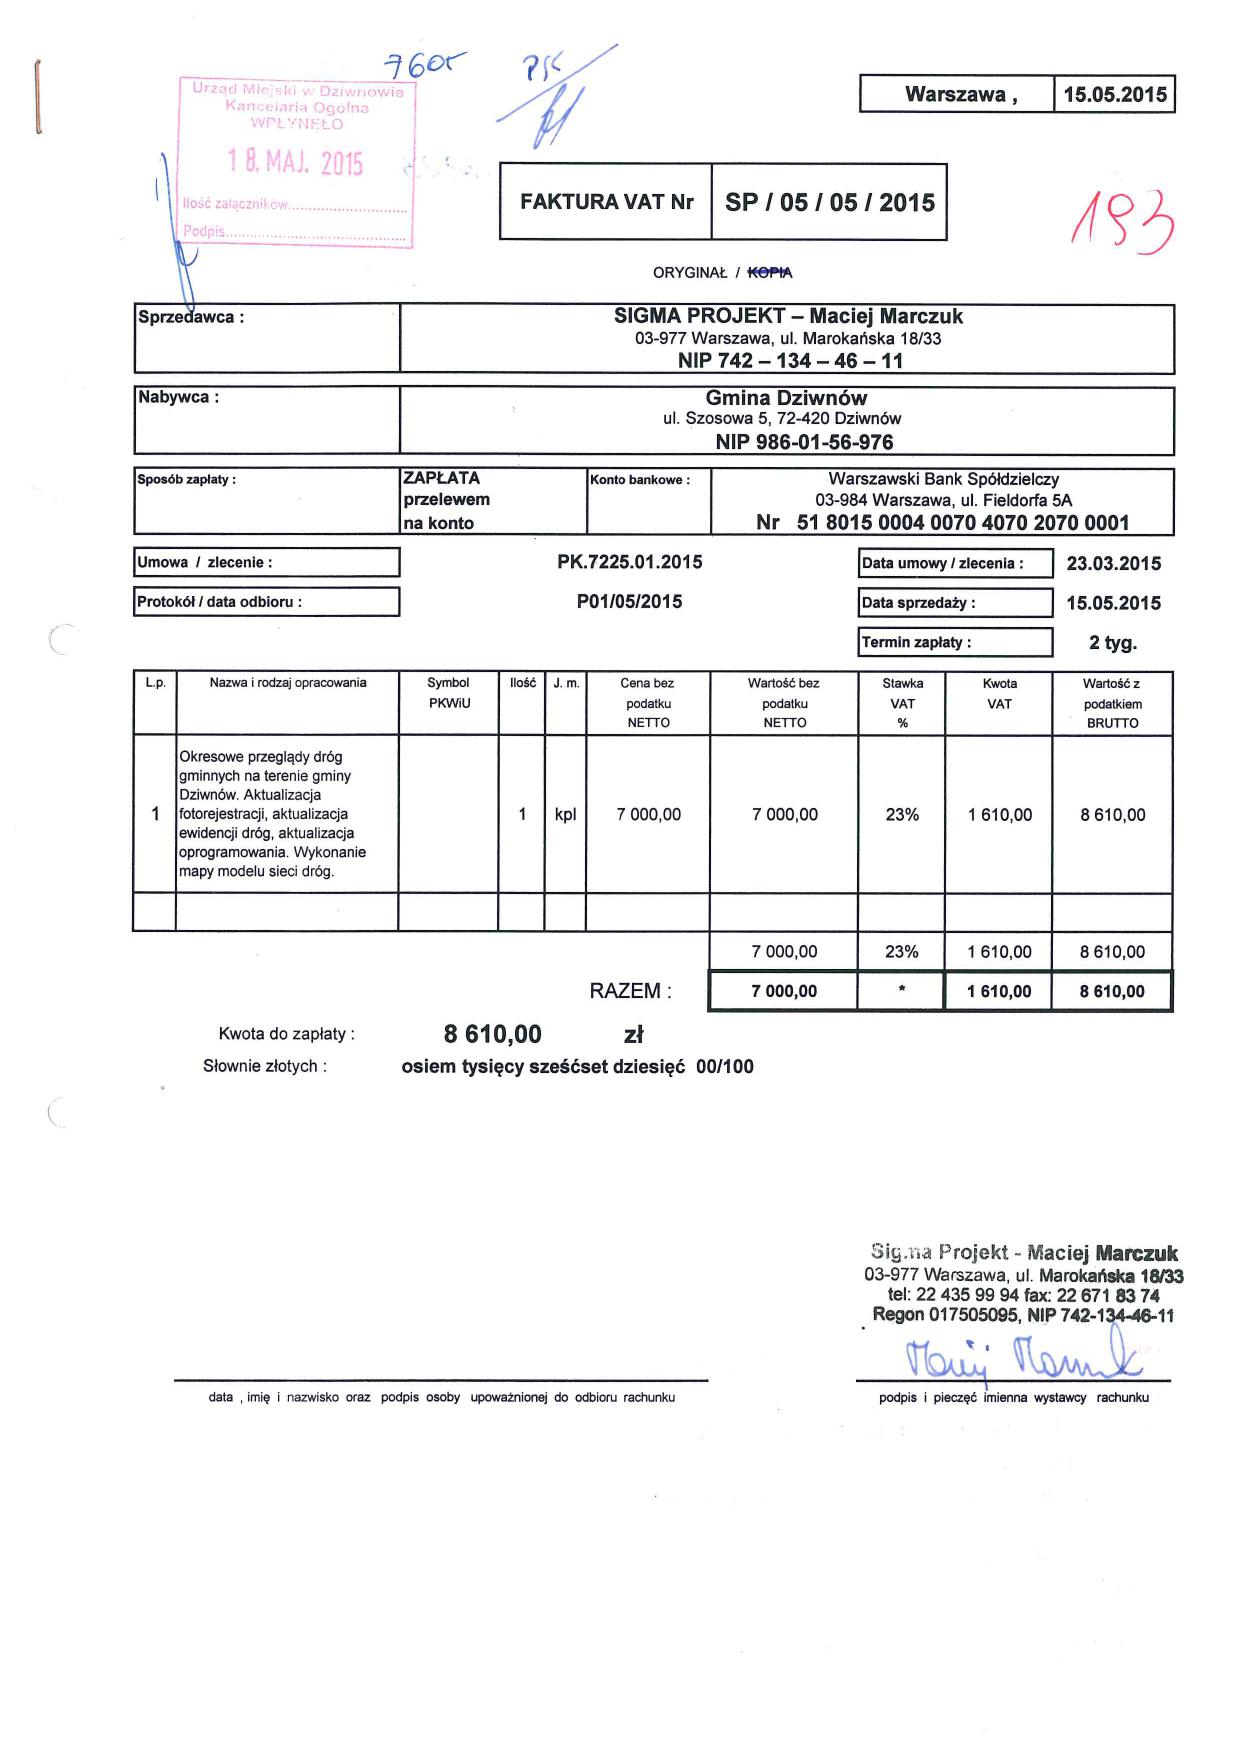 760r
PK
Urząd Miejski w Dziwnowie
Kancelaria Ogólna
WPŁYNĘŁO
18. MAJ. 2015
Ilość załączników
Podpis
Warszawa , 15.05.2015
FAKTURA VAT Nr SP / 05 / 05 / 2015
193
ORYGINAŁ / KOPIA
Sprzedawca : SIGMA PROJEKT – Maciej Marczuk
03-977 Warszawa, ul. Marokańska 18/33
NIP 742 – 134 – 46 – 11
Nabywca : Gmina Dziwnów
ul. Szosowa 5, 72-420 Dziwnów
NIP 986-01-56-976
Sposób zapłaty : ZAPŁATA przelewem na konto
Konto bankowe : Warszawski Bank Spółdzielczy
03-984 Warszawa, ul. Fieldorfa 5A
Nr 51 8015 0004 0070 4070 2070 0001
Umowa / zlecenie : PK.7225.01.2015 Data umowy / zlecenia : 23.03.2015
Protokół / data odbioru : P01/05/2015 Data sprzedaży : 15.05.2015
Termin zapłaty : 2 tyg.
L.p. Nazwa i rodzaj opracowania Symbol PKWiU Ilość J. m. Cena bez podatku NETTO Wartość bez podatku NETTO Stawka VAT % Kwota VAT Wartość z podatkiem BRUTTO
Okresowe przeglądy dróg
gminnych na terenie gminy
Dziwnów. Aktualizacja
1 fotorejestracji, aktualizacja 1 kpl 7 000,00 7 000,00 23% 1 610,00 8 610,00
ewidencji dróg, aktualizacja
oprogramowania. Wykonanie
mapy modelu sieci dróg.
7 000,00 23% 1 610,00 8 610,00
RAZEM : 7 000,00 * 1 610,00 8 610,00
Kwota do zapłaty : 8 610,00 zł
Słownie złotych : osiem tysięcy sześćset dziesięć 00/100
Sigma Projekt - Maciej Marczuk
03-977 Warszawa, ul. Marokańska 18/33
tel: 22 435 99 94 fax: 22 671 83 74
Regon 017505095, NIP 742-134-46-11
data , imię i nazwisko oraz podpis osoby upoważnionej do odbioru rachunku
podpis i pieczęć imienna wystawcy rachunku